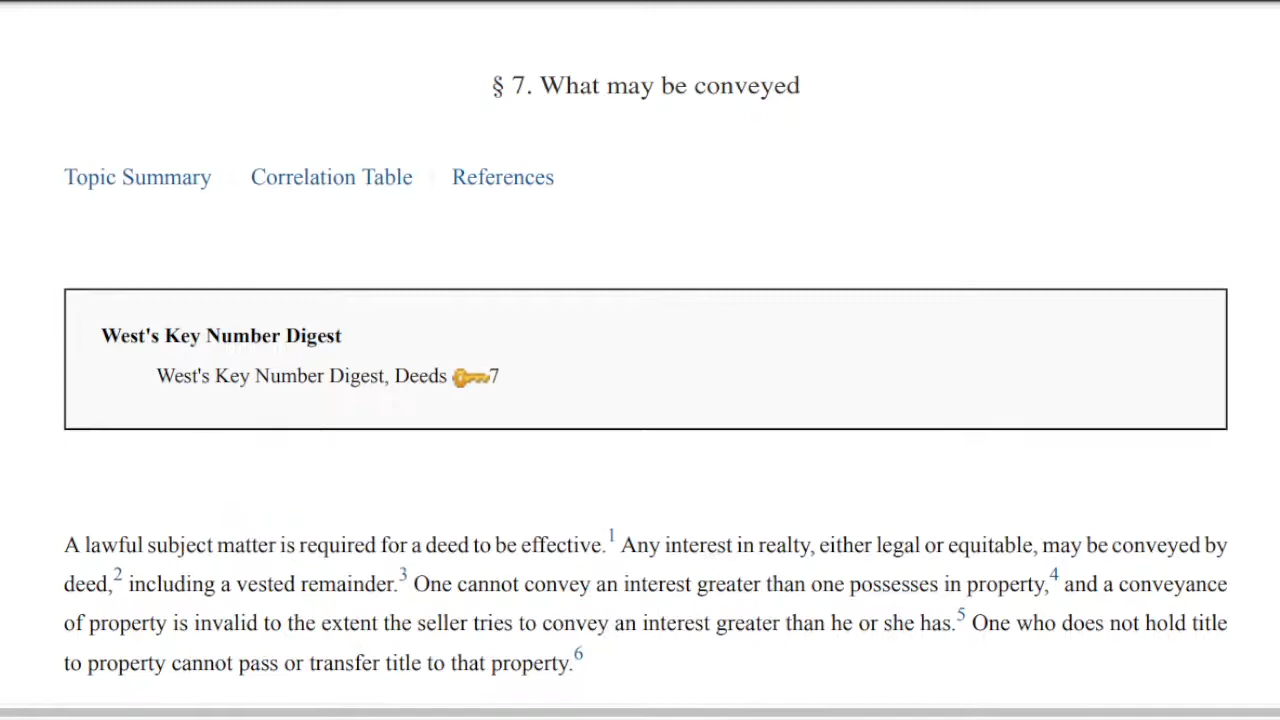 § 7. What may be conveyed
Topic Summary Correlation Table References
West's Key Number Digest
West's Key Number Digest, Deeds 7
A lawful subject matter is required for a deed to be effective.1 Any interest in realty, either legal or equitable, may be conveyed by
deed,2 including a vested remainder.3 One cannot convey an interest greater than one possesses in property,4 and a conveyance
of property is invalid to the extent the seller tries to convey an interest greater than he or she has.5 One who does not hold title
to property cannot pass or transfer title to that property.6